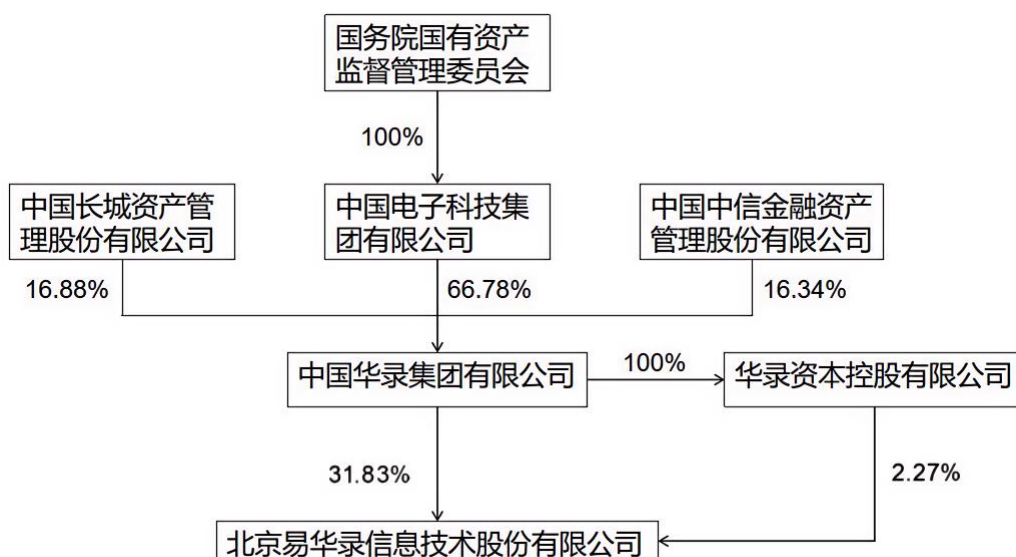 国务院国有资产
监督管理委员会
100%
中国长城资产管
理股份有限公司
中国电子科技集
团有限公司
中国中信金融资产
管理股份有限公司
16.88%
66.78%
16.34%
中国华录集团有限公司
100%
华录资本控股有限公司
31.83%
2.27%
北京易华录信息技术股份有限公司